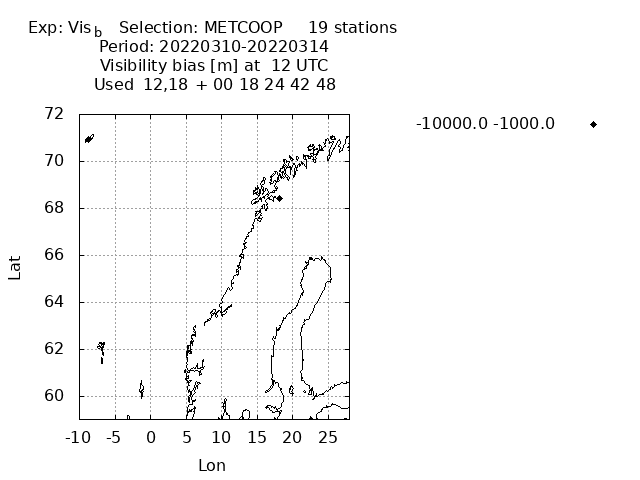 Exp: Vis_b Selection: METCOOP 19 stations
Period: 20220310-20220314
Visibility bias [m] at 12 UTC
Used 12,18 + 00 18 24 42 48
-10000.0 -1000.0
72
70
68
66
64
62
60
Lat
-10 -5 0 5 10 15 20 25
Lon